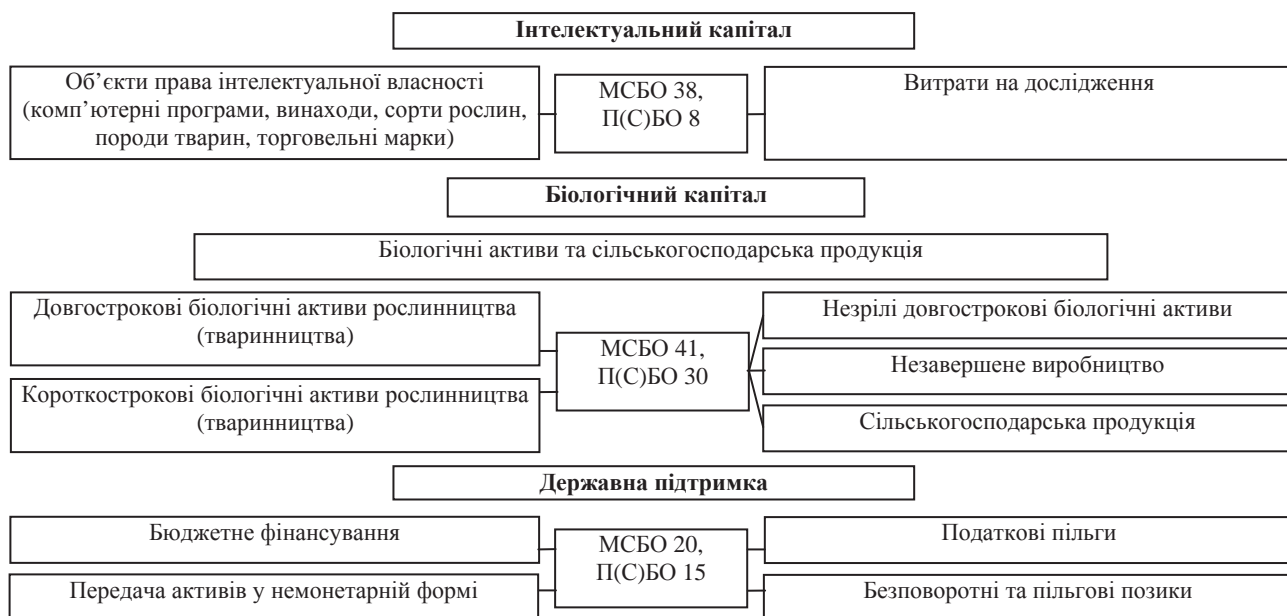 Інтелектуальний капітал
Об’єкти права інтелектуальної власності
(комп’ютерні програми, винаходи, сорти рослин,
породи тварин, торговельні марки)
МСБО 38,
П(С)БО 8
Витрати на дослідження
Біологічний капітал
Біологічні активи та сільськогосподарська продукція
Довгострокові біологічні активи рослинництва
(тваринництва)
Короткострокові біологічні активи рослинництва
(тваринництва)
МСБО 41,
П(С)БО 30
Незрілі довгострокові біологічні активи
Незавершене виробництво
Сільськогосподарська продукція
Державна підтримка
Бюджетне фінансування
Передача активів у немонетарній формі
МСБО 20,
П(С)БО 15
Податкові пільги
Безповоротні та пільгові позики